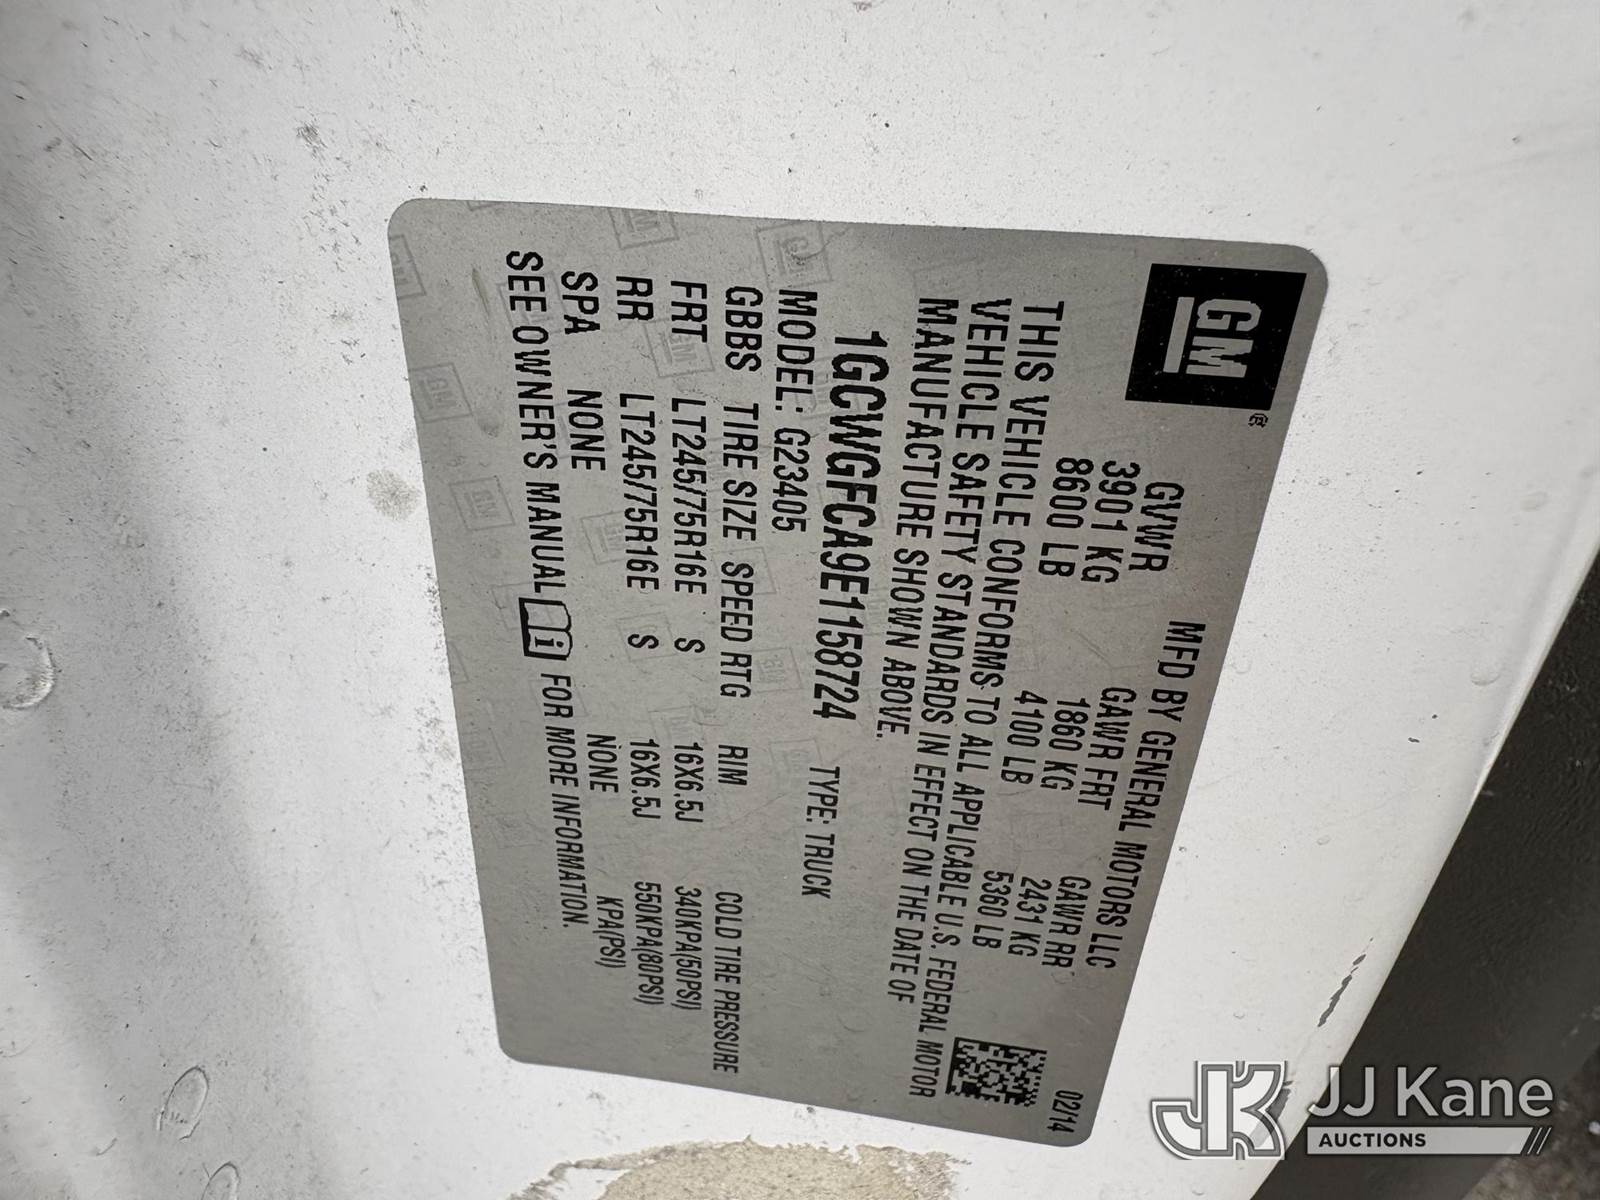 GM®
MFD BY GENERAL MOTORS LLC 02/14
GVWR GAWR FRT GAWR RR
3901 KG 1860 KG 2431 KG
8600 LB 4100 LB 5360 LB
THIS VEHICLE CONFORMS TO ALL APPLICABLE U.S. FEDERAL MOTOR
VEHICLE SAFETY STANDARDS IN EFFECT ON THE DATE OF
MANUFACTURE SHOWN ABOVE.
1GCWGFCA9E1158724 TYPE: TRUCK
MODEL: G23405
GBBS TIRE SIZE SPEED RTG RIM COLD TIRE PRESSURE
FRT LT245/75R16E S 16X6.5J 340KPA(50PSI)
RR LT245/75R16E S 16X6.5J 550KPA(80PSI)
SPA NONE NONE KPA(PSI)
SEE OWNER'S MANUAL i FOR MORE INFORMATION.
JK JJ Kane
AUCTIONS